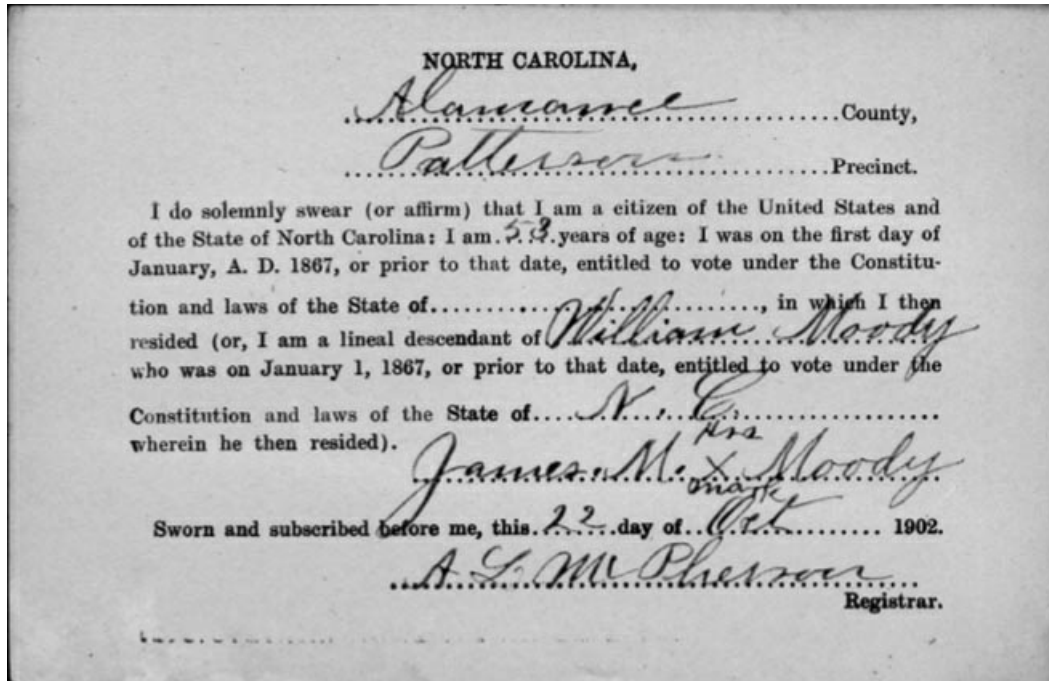 NORTH CAROLINA,
Alamance County,
Patterson Precinct.
I do solemnly swear (or affirm) that I am a citizen of the United States and
of the State of North Carolina: I am 53 years of age: I was on the first day of
January, A. D. 1867, or prior to that date, entitled to vote under the Constitu-
tion and laws of the State of...................................., in which I then
resided (or, I am a lineal descendant of William Moody
who was on January 1, 1867, or prior to that date, entitled to vote under the
Constitution and laws of the State of N. C.
wherein he then resided).
his
James M. X Moody
mark
Sworn and subscribed before me, this 22 day of Oct 1902.
A L McPherson
Registrar.